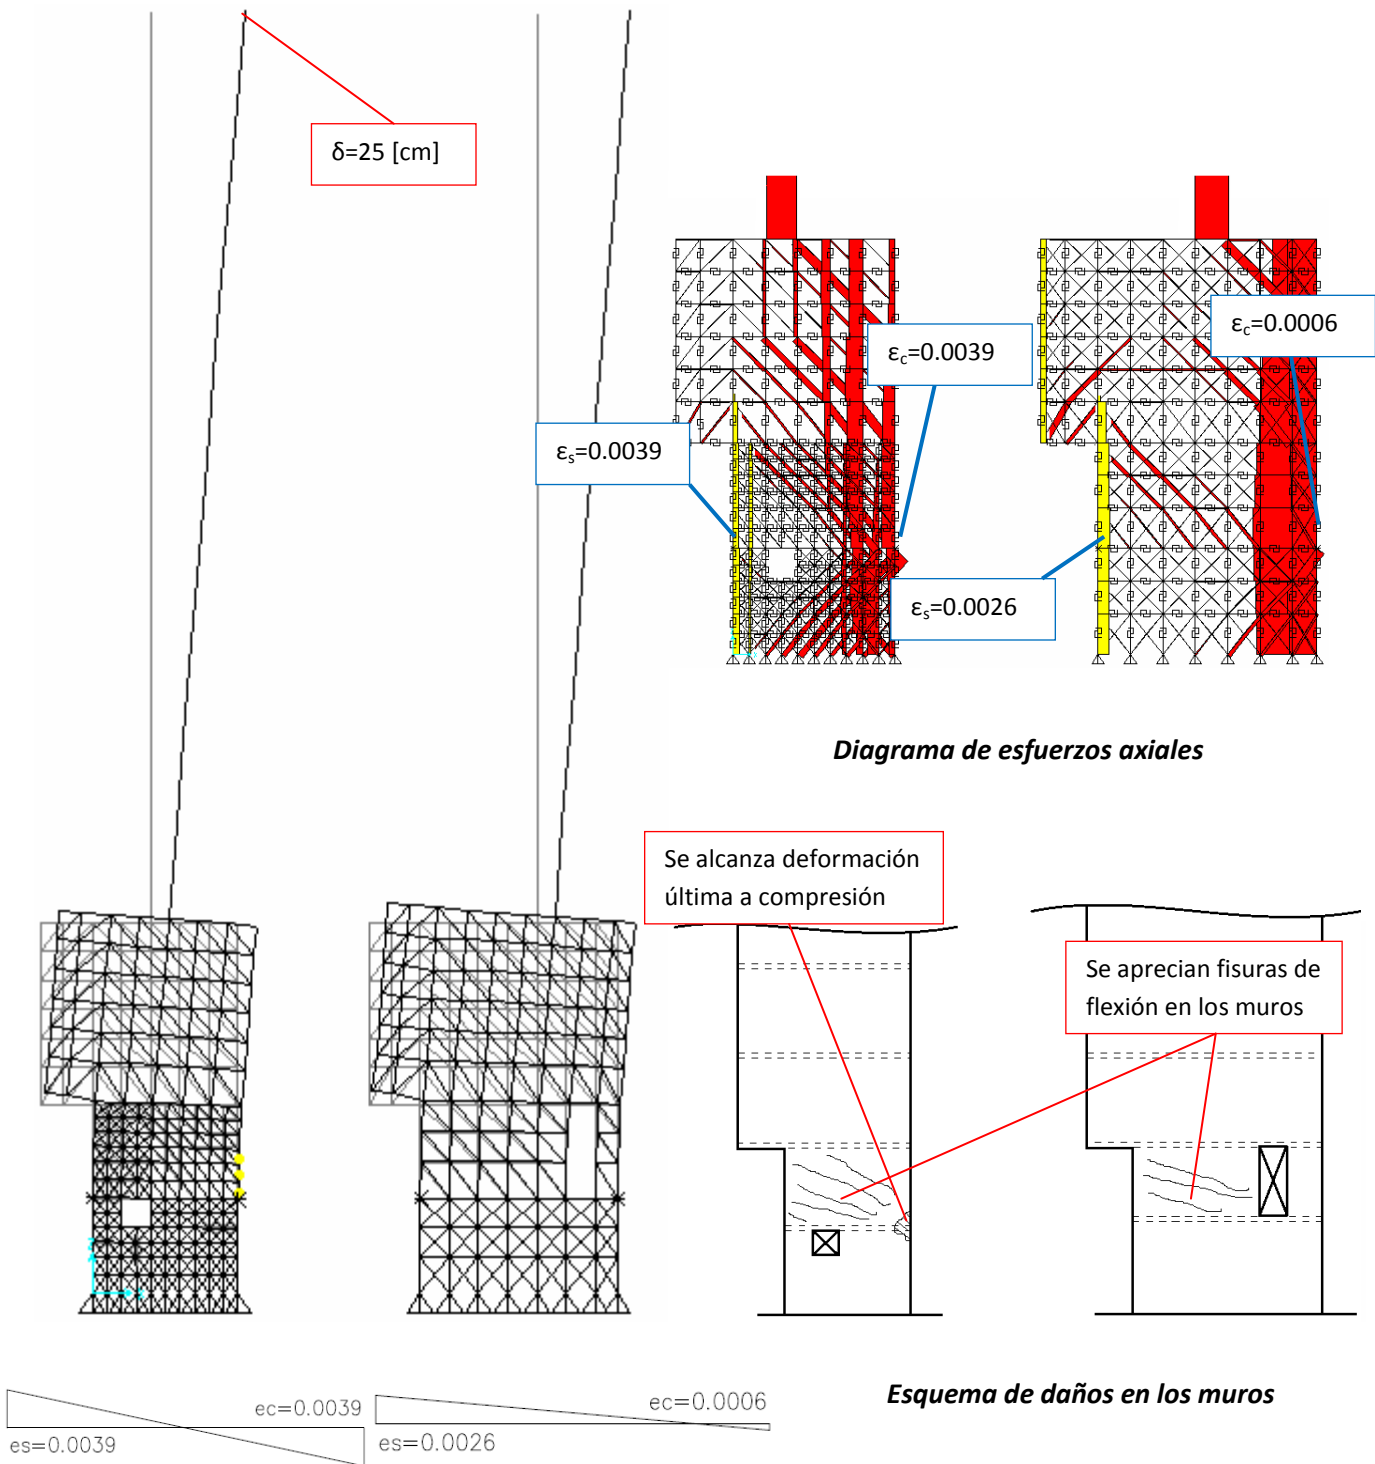 δ=25 [cm]
εc=0.0039
εc=0.0006
εs=0.0039
εs=0.0026
Diagrama de esfuerzos axiales
Se alcanza deformación
última a compresión
Se aprecian fisuras de
flexión en los muros
Esquema de daños en los muros
ec=0.0039
es=0.0039
ec=0.0006
es=0.0026